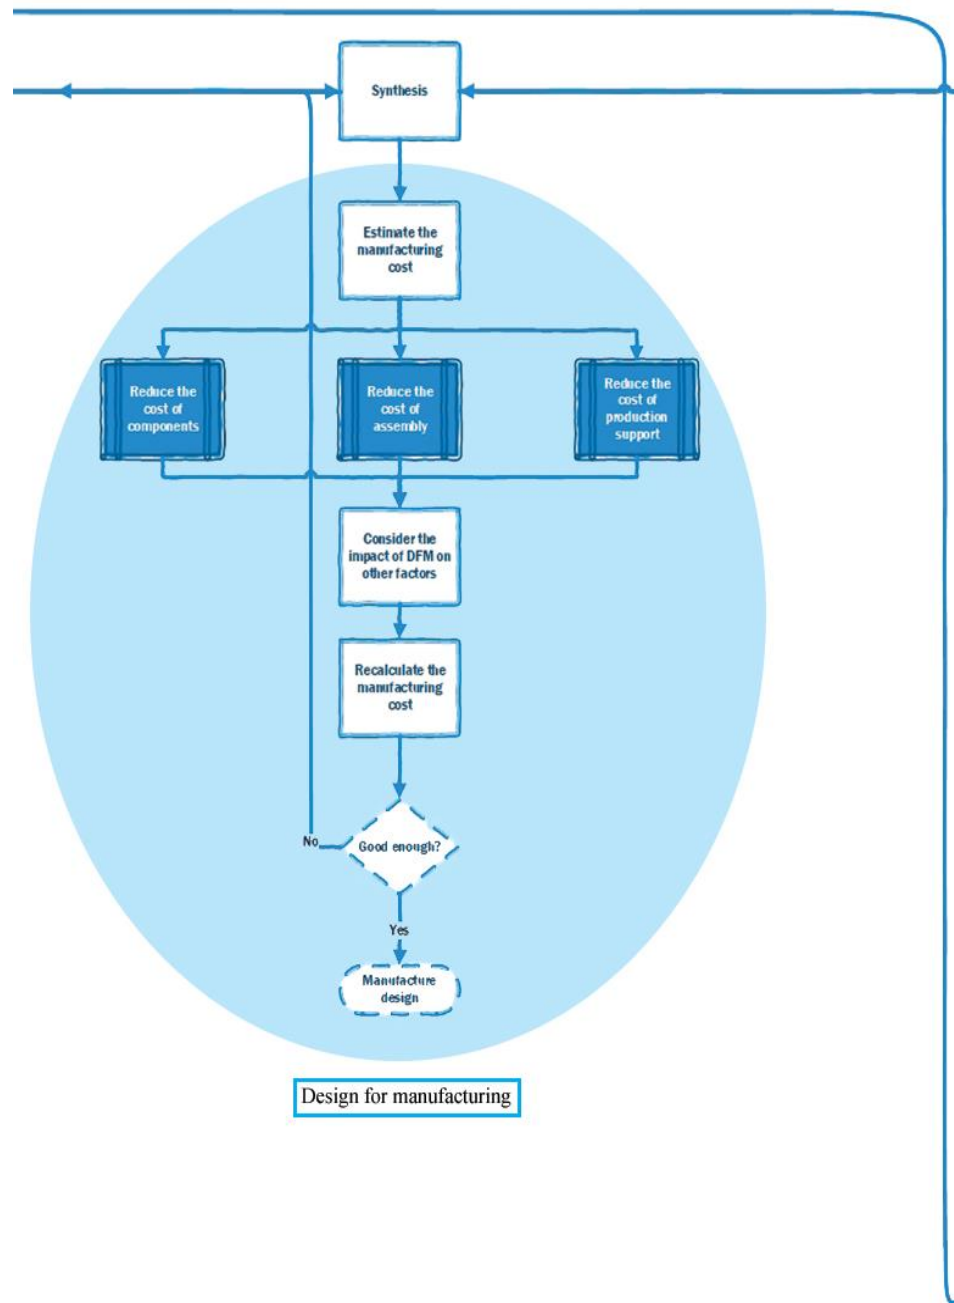 Synthesis
Estimate the
manufacturing
cost
Reduce the
cost of
components
Reduce the
cost of
assembly
Reduce the
cost of
production
support
Consider the
impact of DFM on
other factors
Recalculate the
manufacturing
cost
Good enough?
No
Yes
Manufacture
design
Design for manufacturing